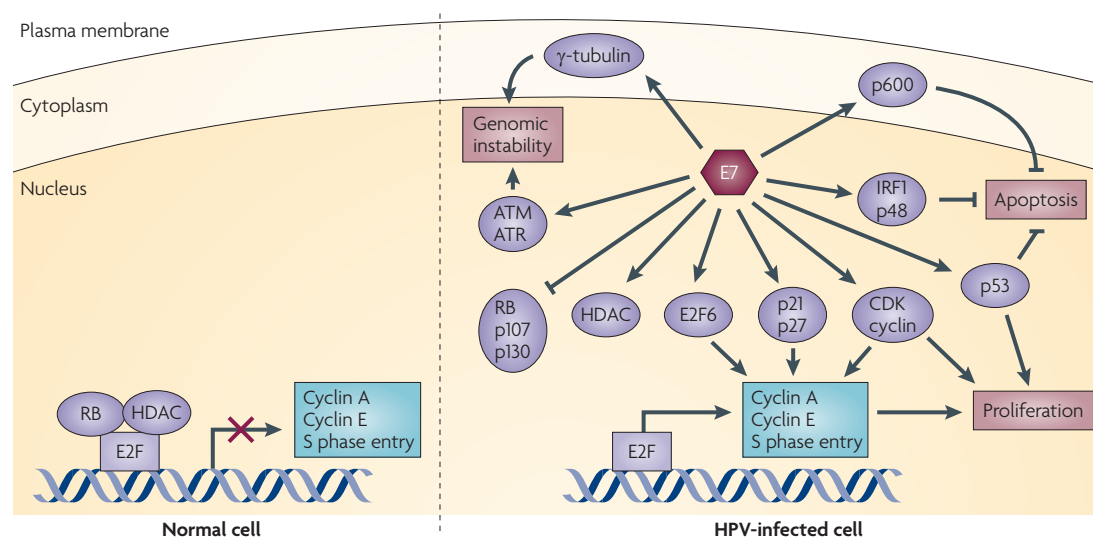 Plasma membrane
Cytoplasm
Nucleus
RB
HDAC
E2F
Cyclin A
Cyclin E
S phase entry
Normal cell
γ-tubulin
p600
Genomic
instability
E7
IRF1
p48
Apoptosis
ATM
ATR
p53
RB
p107
p130
HDAC
E2F6
p21
p27
CDK
cyclin
Cyclin A
Cyclin E
S phase entry
Proliferation
E2F
HPV-infected cell